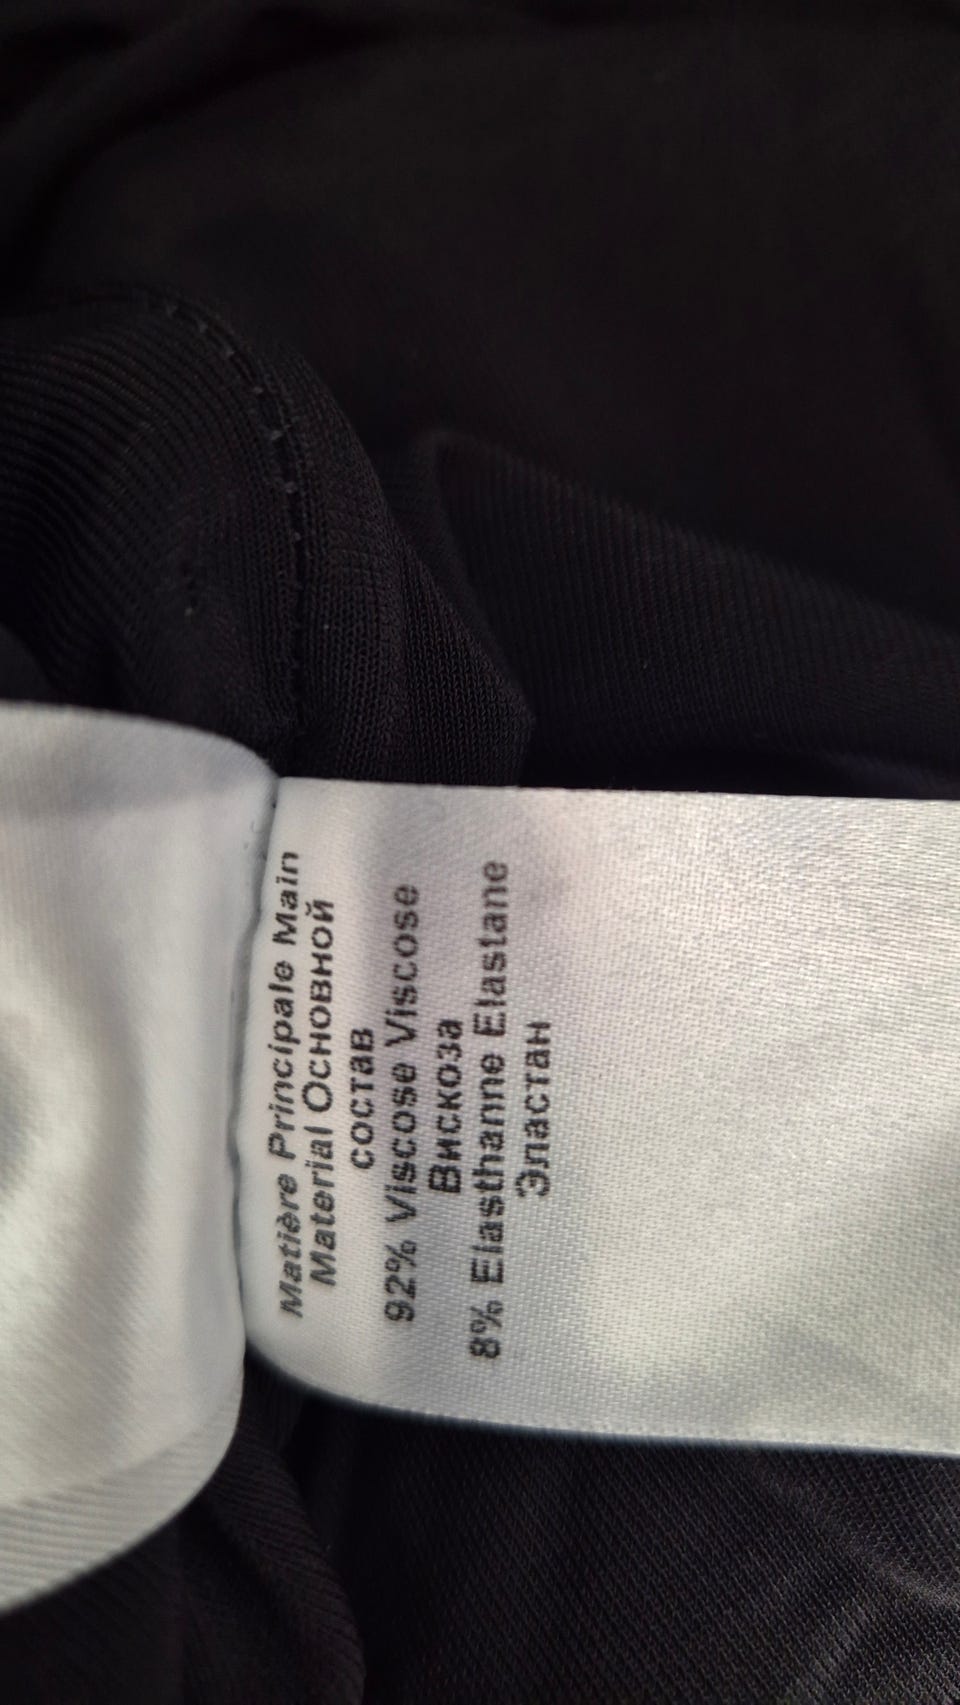 Matière Principale Main
Material Основной
состав
92% Viscose Viscose
Вискоза
8% Elasthanne Elastane
Эластан